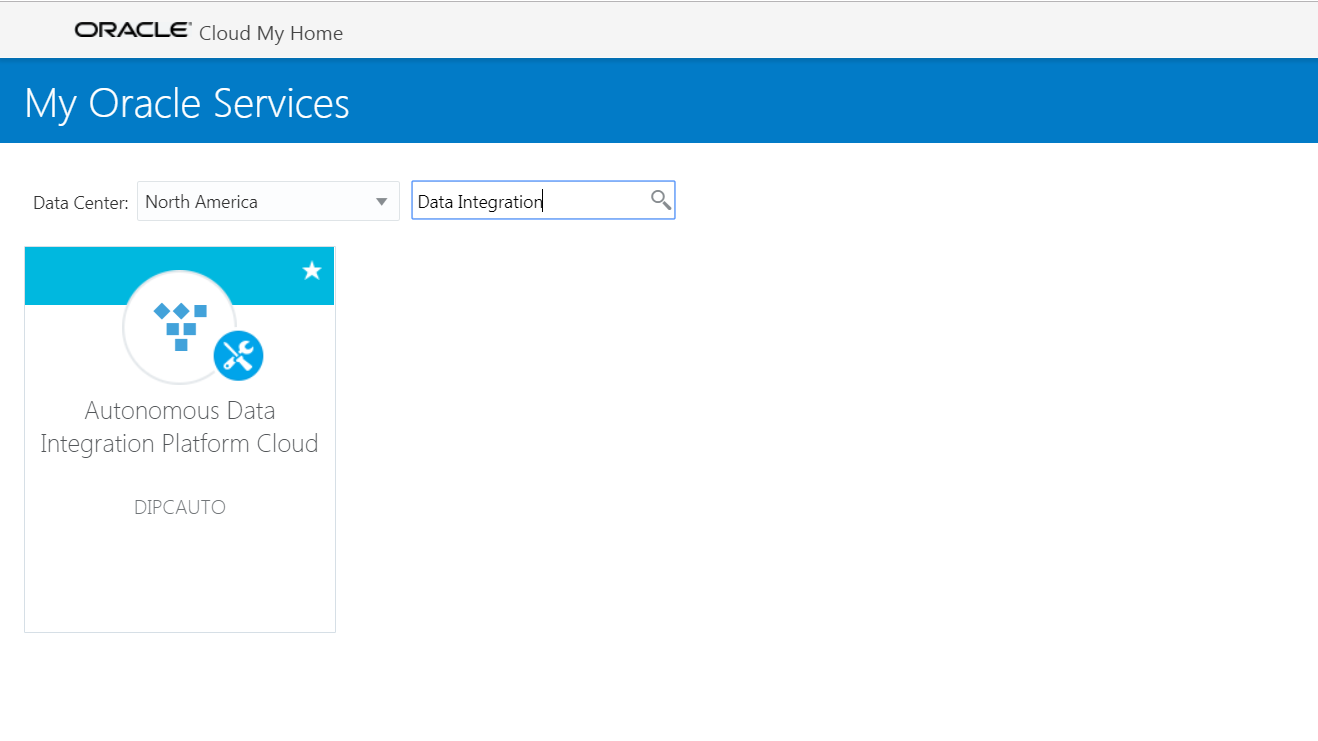 ORACLE Cloud My Home
My Oracle Services
Data Center: North America Data Integration
Autonomous Data
Integration Platform Cloud
DIPCAUTO